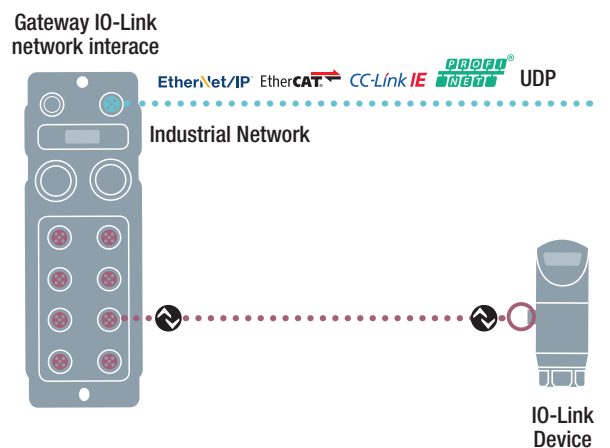 Gateway IO-Link
network interace
EtherNet/IP EtherCAT CC-Link IE PROFI NET® UDP
Industrial Network
IO-Link
Device